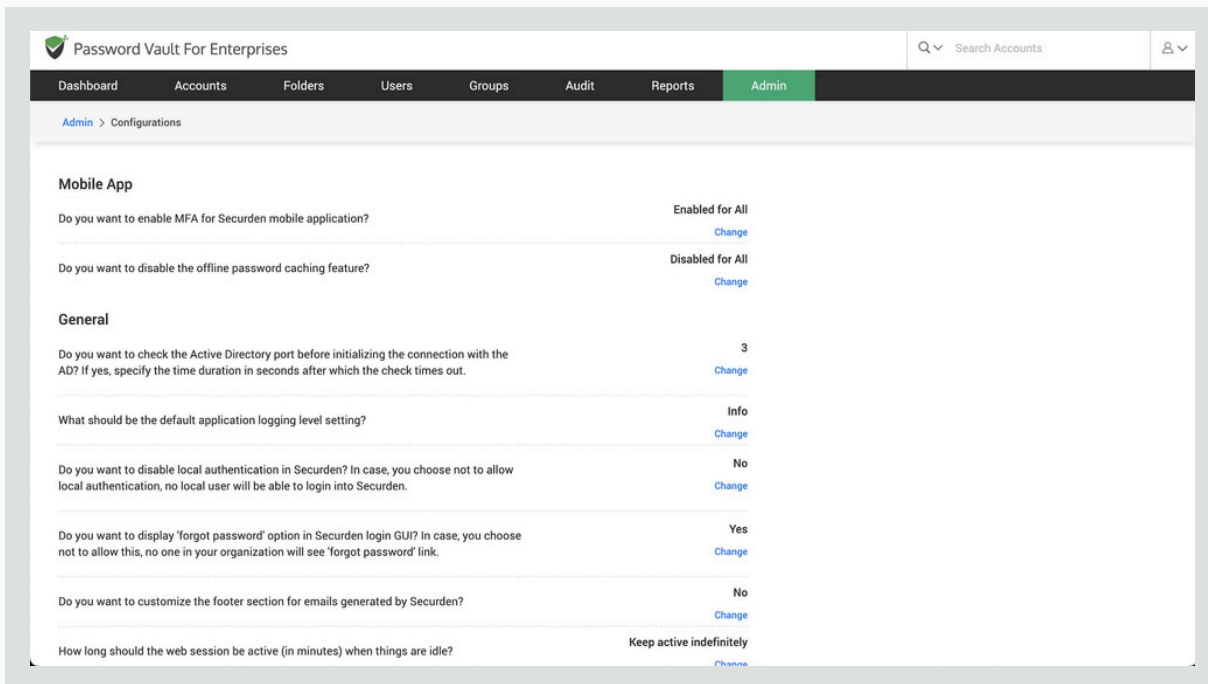 Password Vault For Enterprises
Search Accounts
Dashboard Accounts Folders Users Groups Audit Reports Admin
Admin > Configurations
Mobile App
Do you want to enable MFA for Securden mobile application?
Enabled for All
Change
Do you want to disable the offline password caching feature?
Disabled for All
Change
General
Do you want to check the Active Directory port before initializing the connection with the
AD? If yes, specify the time duration in seconds after which the check times out.
3
Change
What should be the default application logging level setting?
Info
Change
Do you want to disable local authentication in Securden? In case, you choose not to allow
local authentication, no local user will be able to login into Securden.
No
Change
Do you want to display 'forgot password' option in Securden login GUI? In case, you choose
not to allow this, no one in your organization will see 'forgot password' link.
Yes
Change
Do you want to customize the footer section for emails generated by Securden?
No
Change
How long should the web session be active (in minutes) when things are idle?
Keep active indefinitely
Change